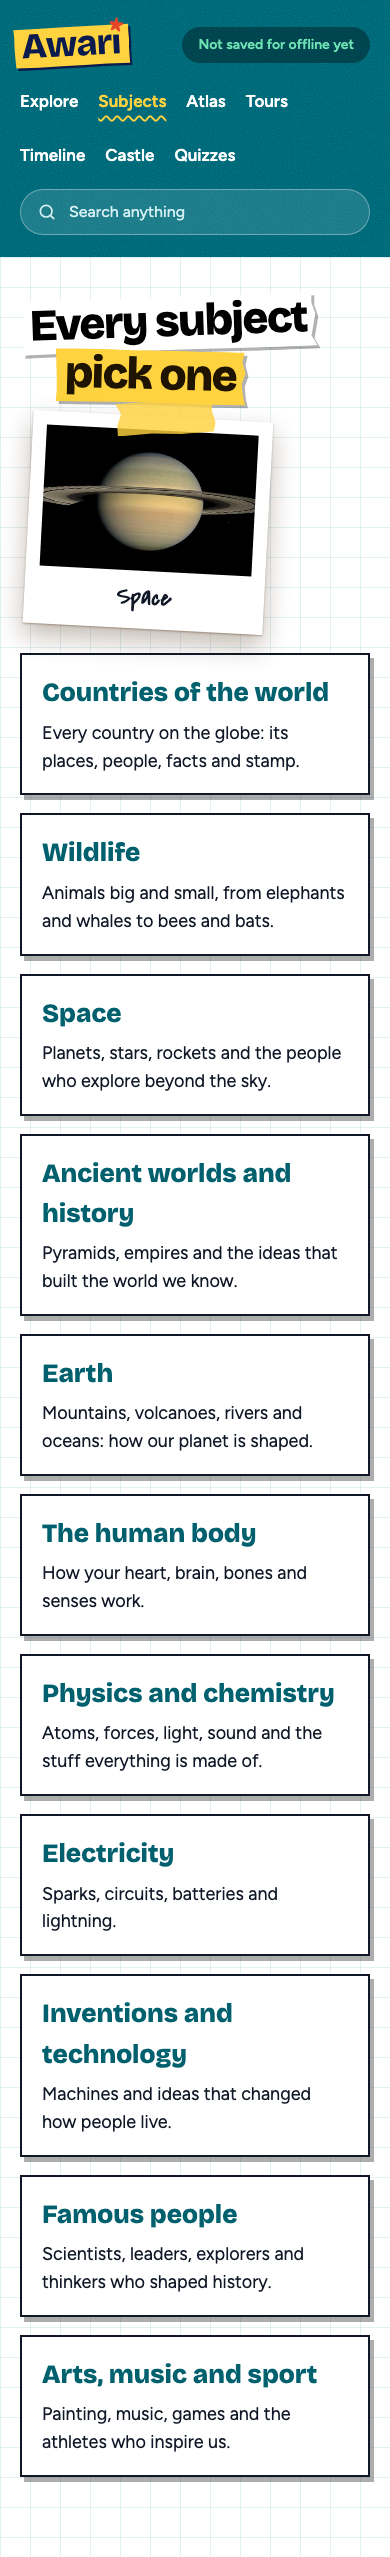 Awari
Not saved for offline yet
Explore Subjects Atlas Tours
Timeline Castle Quizzes
Search anything
Every subject
pick one
Space
Countries of the world
Every country on the globe: its
places, people, facts and stamp.
Wildlife
Animals big and small, from elephants
and whales to bees and bats.
Space
Planets, stars, rockets and the people
who explore beyond the sky.
Ancient worlds and
history
Pyramids, empires and the ideas that
built the world we know.
Earth
Mountains, volcanoes, rivers and
oceans: how our planet is shaped.
The human body
How your heart, brain, bones and
senses work.
Physics and chemistry
Atoms, forces, light, sound and the
stuff everything is made of.
Electricity
Sparks, circuits, batteries and
lightning.
Inventions and
technology
Machines and ideas that changed
how people live.
Famous people
Scientists, leaders, explorers and
thinkers who shaped history.
Arts, music and sport
Painting, music, games and the
athletes who inspire us.